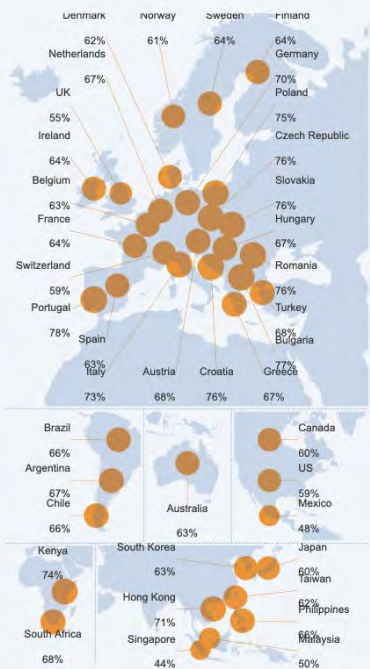 Denmark Norway Sweden Finland
62% 61% 64% 64%
Netherlands Germany
67% 70%
UK Poland
55% 75%
Ireland Czech Republic
64% 76%
Belgium Slovakia
63% 76%
France Hungary
64% 67%
Switzerland Romania
59% 76%
Portugal Turkey
78% 68%
Spain Bulgaria
63% 77%
Italy Austria Croatia Greece
73% 68% 76% 67%
Brazil Canada
66% 60%
Argentina US
67% 59%
Chile Mexico
66% 48%
Australia
63%
Kenya South Korea Japan
74% 63% 60%
Taiwan
62%
Hong Kong Philippines
71% 66%
South Africa Singapore Malaysia
68% 44% 50%